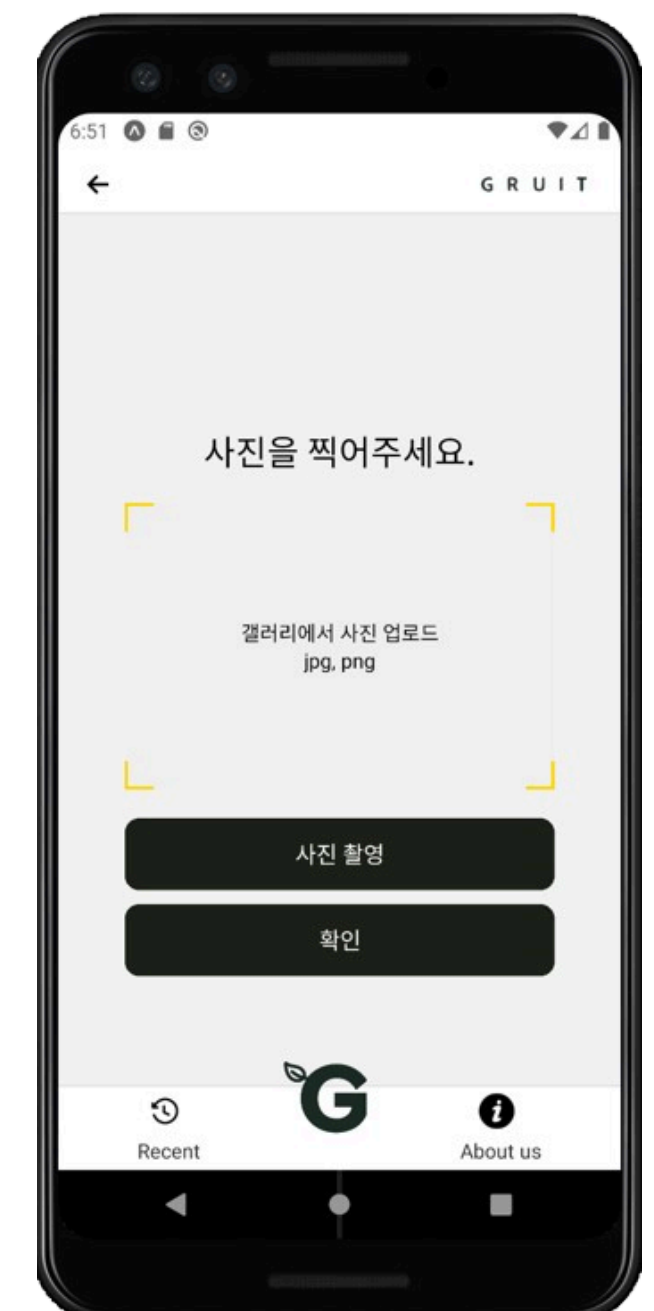 6:51
GRUIT
사진을 찍어주세요.
갤러리에서 사진 업로드
jpg, png
사진 촬영
확인
G
Recent
About us